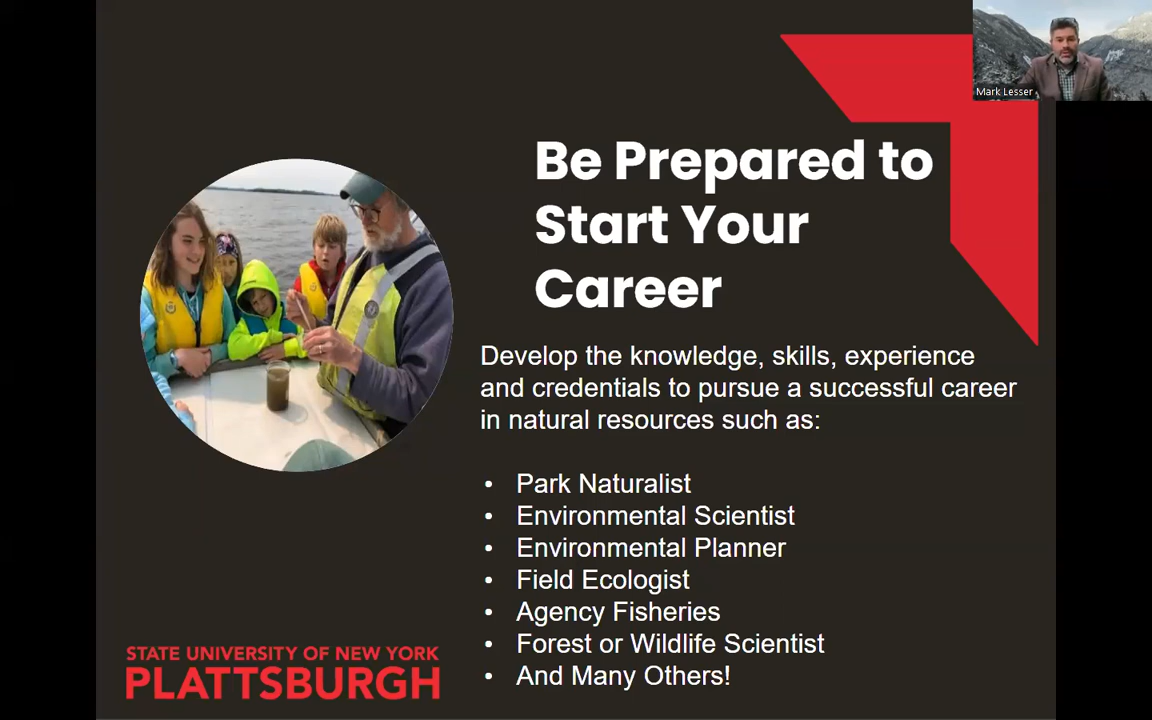 Mark Lesser
Be Prepared to
Start Your
Career
Develop the knowledge, skills, experience
and credentials to pursue a successful career
in natural resources such as:
• Park Naturalist
• Environmental Scientist
• Environmental Planner
• Field Ecologist
• Agency Fisheries
• Forest or Wildlife Scientist
• And Many Others!
STATE UNIVERSITY OF NEW YORK
PLATTSBURGH